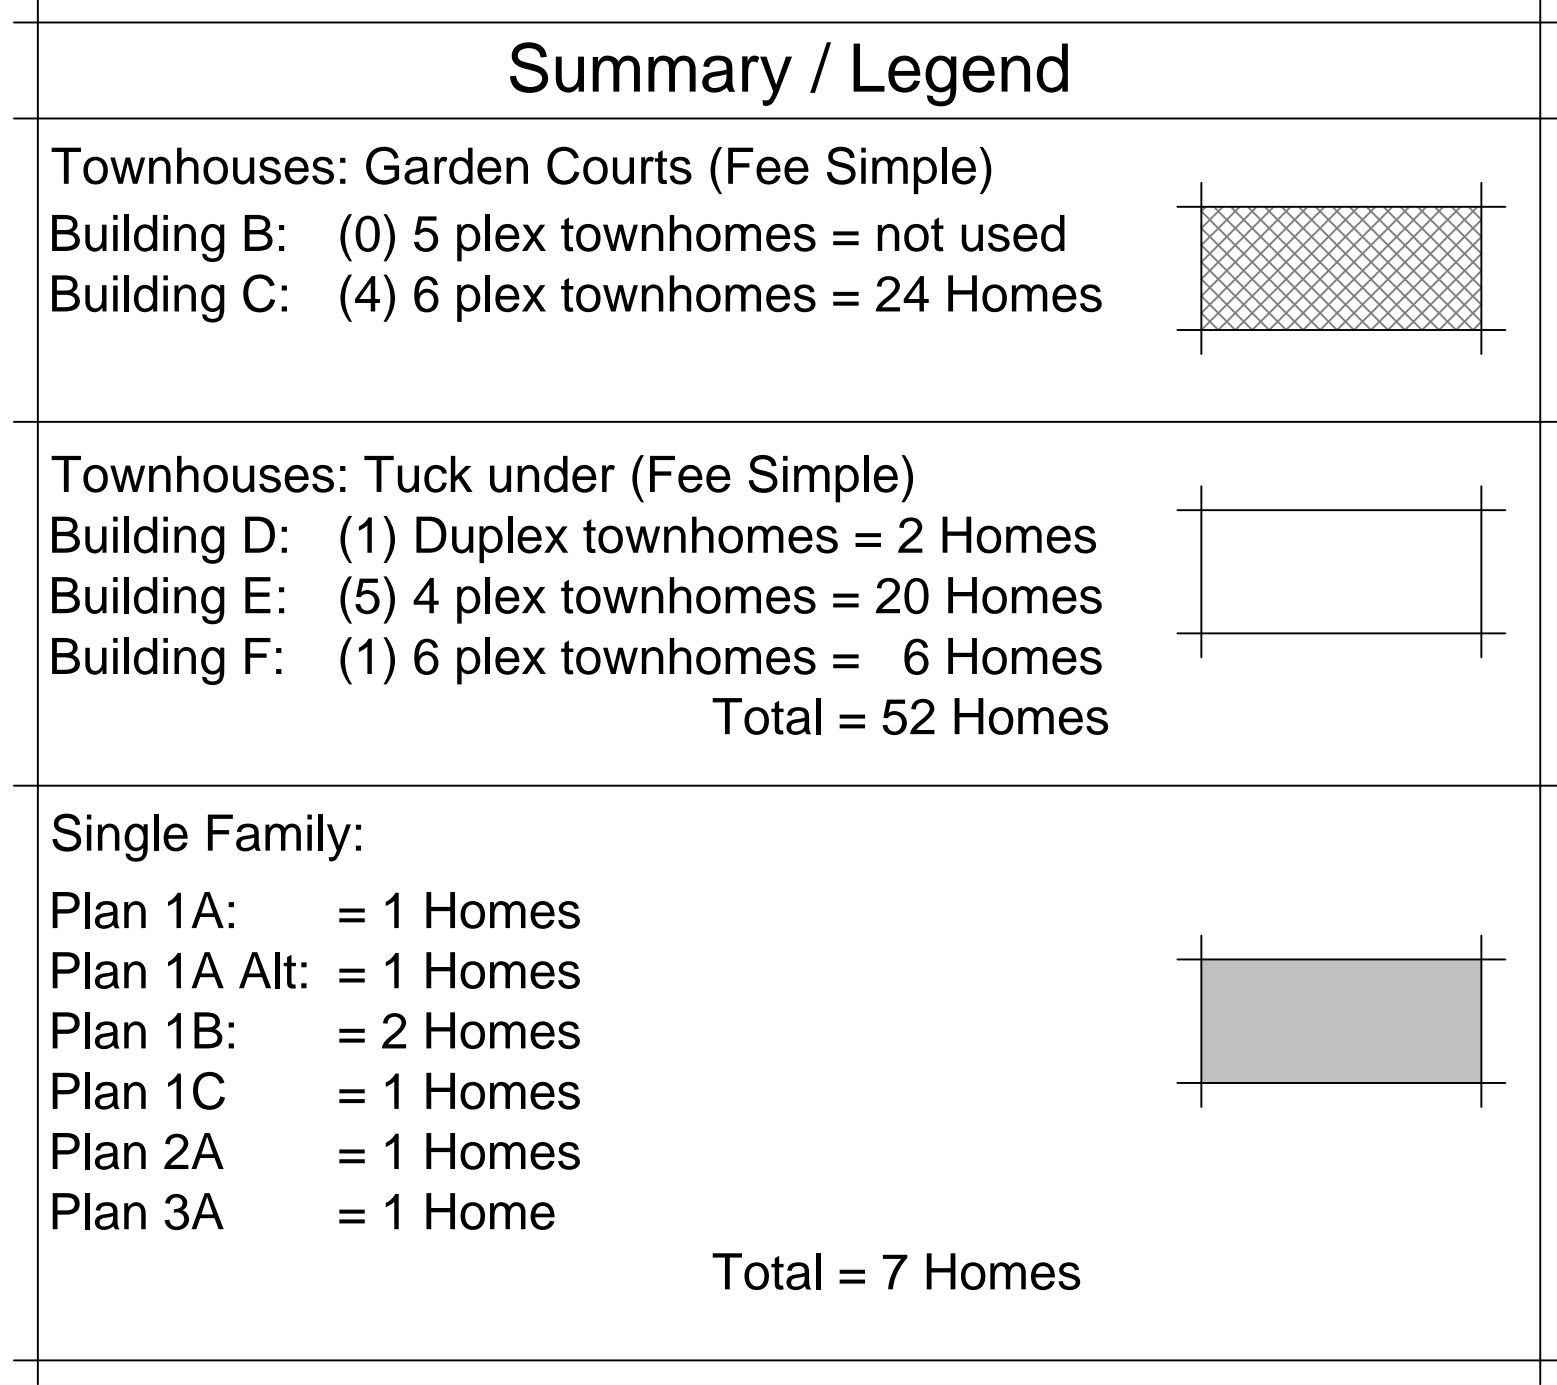 Summary / Legend
Townhouses: Garden Courts (Fee Simple)
Building B: (0) 5 plex townhomes = not used
Building C: (4) 6 plex townhomes = 24 Homes
Townhouses: Tuck under (Fee Simple)
Building D: (1) Duplex townhomes = 2 Homes
Building E: (5) 4 plex townhomes = 20 Homes
Building F: (1) 6 plex townhomes = 6 Homes
Total = 52 Homes
Single Family:
Plan 1A: = 1 Homes
Plan 1A Alt: = 1 Homes
Plan 1B: = 2 Homes
Plan 1C = 1 Homes
Plan 2A = 1 Homes
Plan 3A = 1 Home
Total = 7 Homes